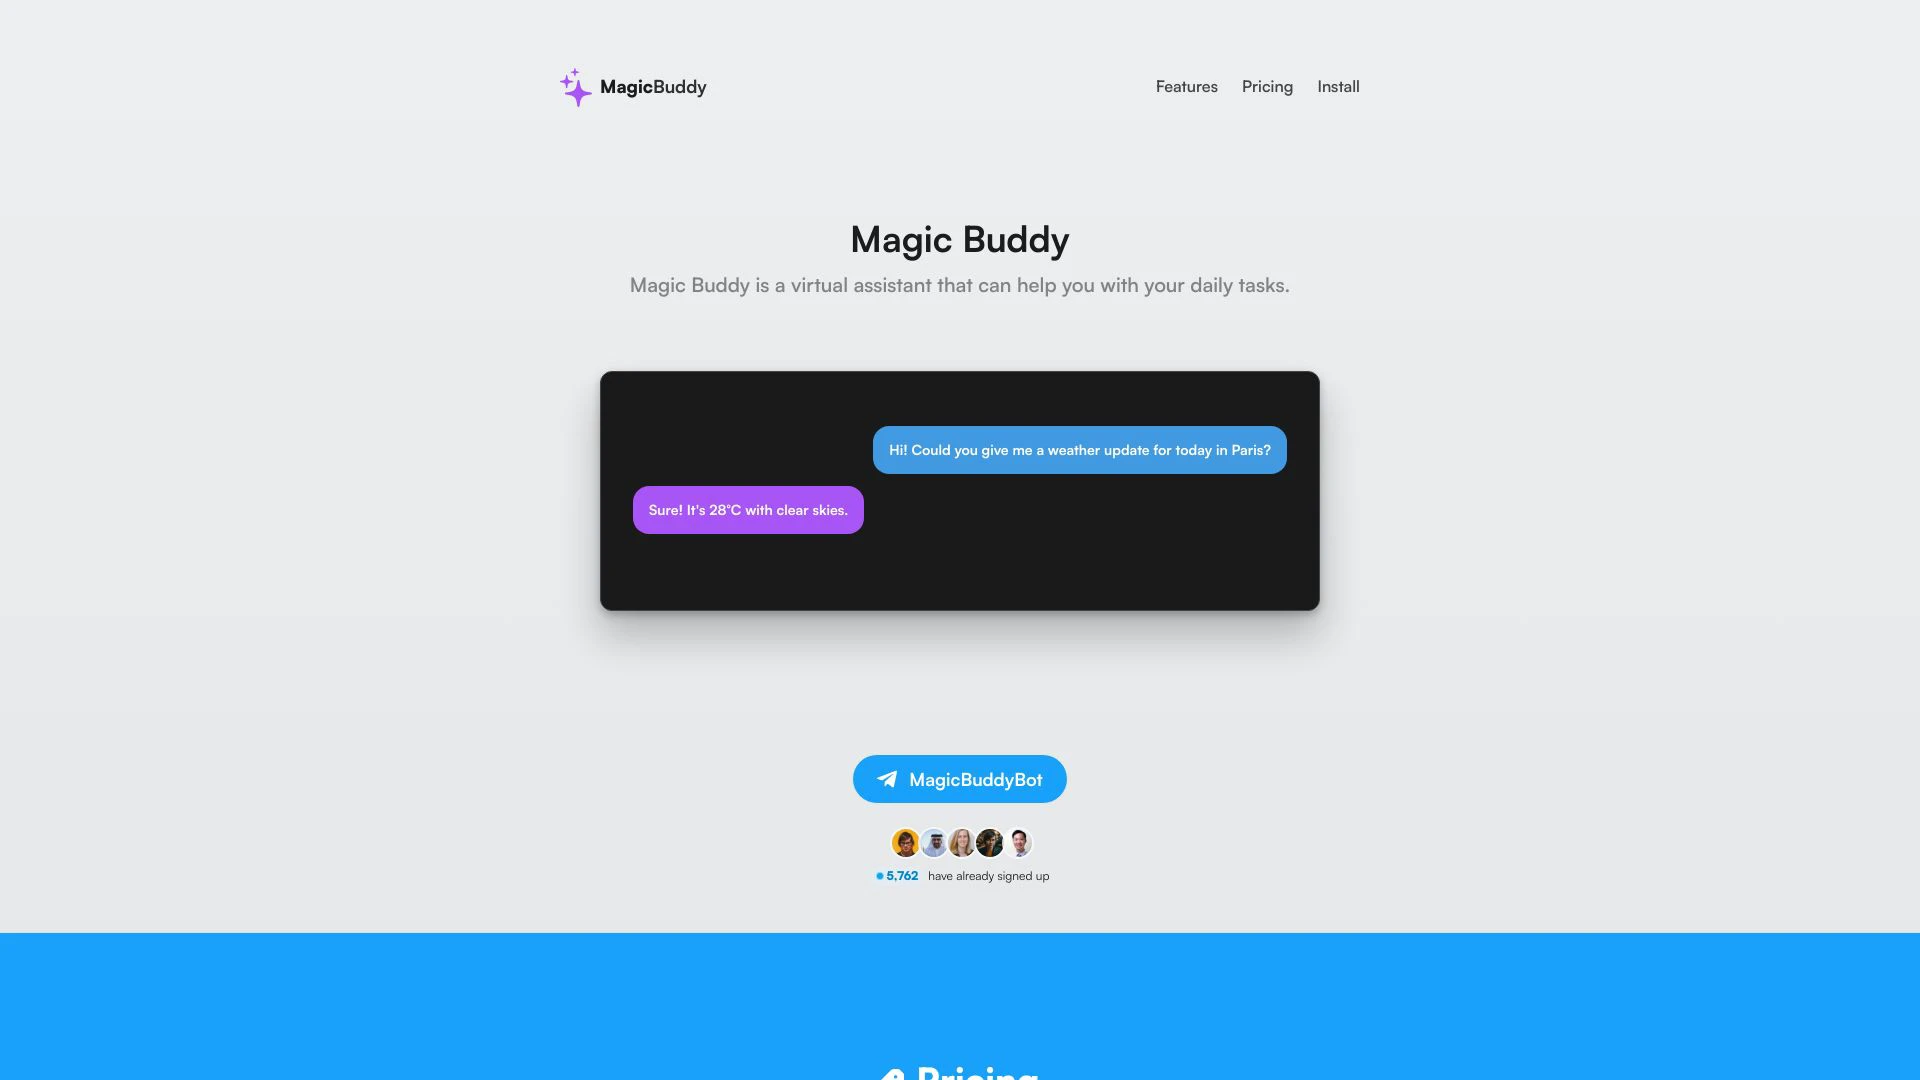 MagicBuddy
Features Pricing Install
Magic Buddy
Magic Buddy is a virtual assistant that can help you with your daily tasks.
Hi! Could you give me a weather update for today in Paris?
Sure! It's 28°C with clear skies.
MagicBuddyBot
5,762 have already signed up
Pricing